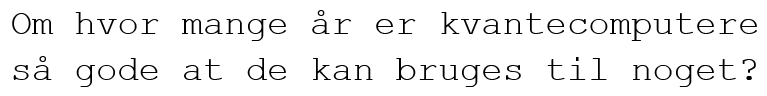 Om hvor mange år er kvantecomputere
så gode at de kan bruges til noget?